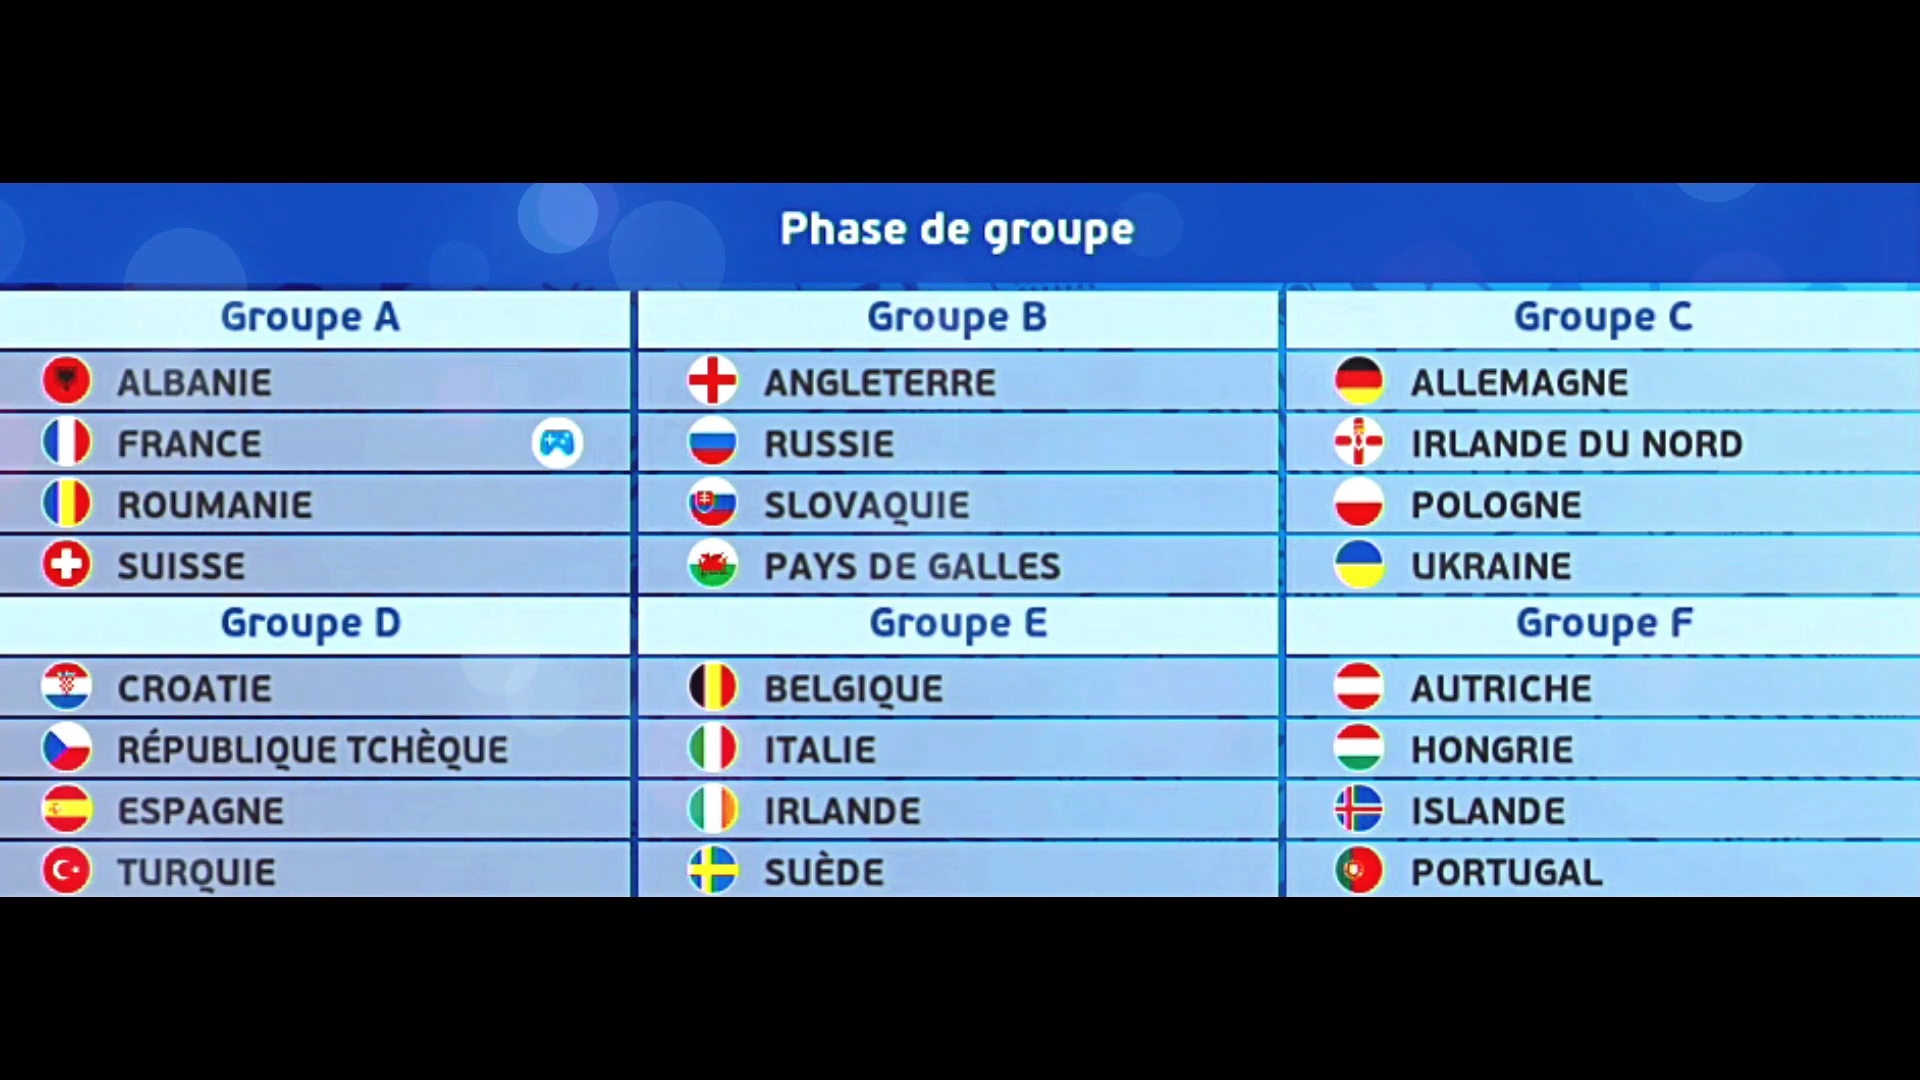 Phase de groupe
Groupe A
ALBANIE
FRANCE
ROUMANIE
SUISSE
Groupe B
ANGLETERRE
RUSSIE
SLOVAQUIE
PAYS DE GALLES
Groupe C
ALLEMAGNE
IRLANDE DU NORD
POLOGNE
UKRAINE
Groupe D
CROATIE
RÉPUBLIQUE TCHÈQUE
ESPAGNE
TURQUIE
Groupe E
BELGIQUE
ITALIE
IRLANDE
SUÈDE
Groupe F
AUTRICHE
HONGRIE
ISLANDE
PORTUGAL